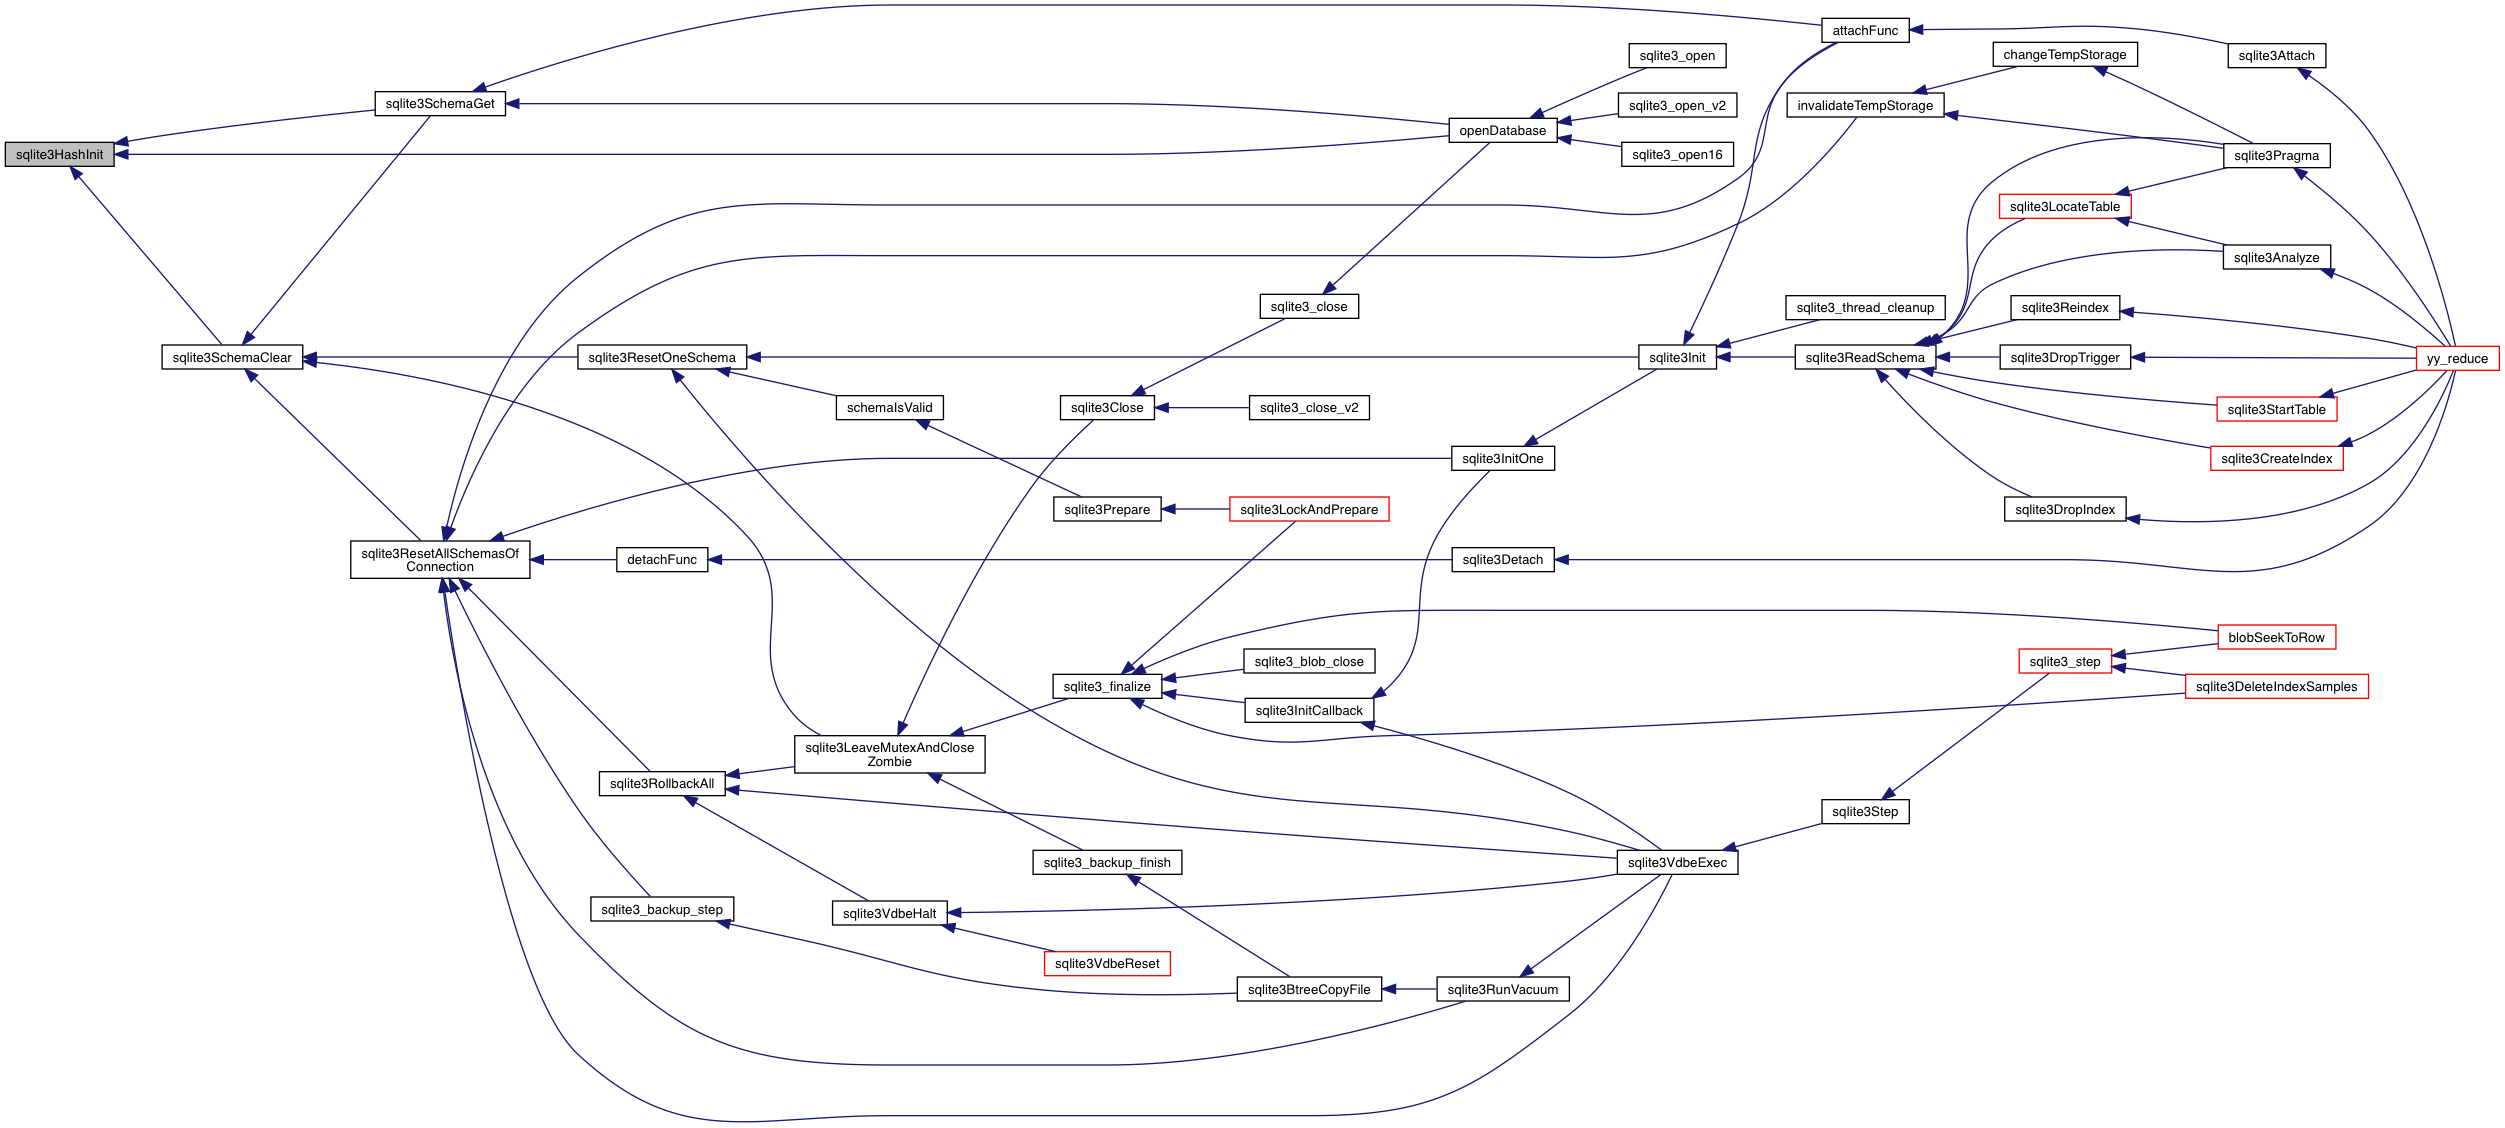 attachFunc
sqlite3_open
changeTempStorage
sqlite3Attach
sqlite3SchemaGet
sqlite3_open_v2
invalidateTempStorage
openDatabase
sqlite3HashInit
sqlite3_open16
sqlite3Pragma
sqlite3LocateTable
sqlite3Analyze
sqlite3_close
sqlite3_thread_cleanup
sqlite3Reindex
sqlite3SchemaClear
sqlite3ResetOneSchema
sqlite3Init
sqlite3ReadSchema
sqlite3DropTrigger
yy_reduce
schemaIsValid
sqlite3Close
sqlite3_close_v2
sqlite3StartTable
sqlite3InitOne
sqlite3CreateIndex
sqlite3Prepare
sqlite3LockAndPrepare
sqlite3DropIndex
sqlite3ResetAllSchemasOf
Connection
detachFunc
sqlite3Detach
blobSeekToRow
sqlite3_blob_close
sqlite3_step
sqlite3_finalize
sqlite3DeleteIndexSamples
sqlite3InitCallback
sqlite3LeaveMutexAndClose
Zombie
sqlite3RollbackAll
sqlite3Step
sqlite3_backup_finish
sqlite3VdbeExec
sqlite3_backup_step
sqlite3VdbeHalt
sqlite3VdbeReset
sqlite3BtreeCopyFile
sqlite3RunVacuum